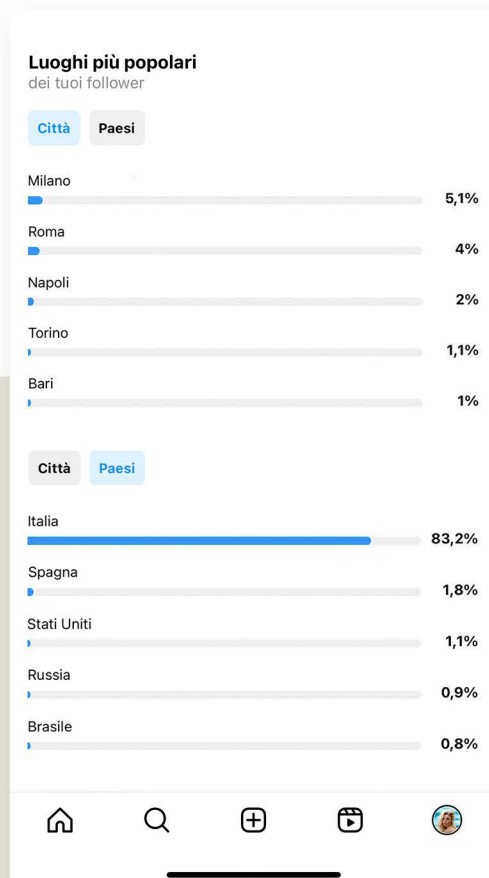 Luoghi più popolari
dei tuoi follower
Città Paesi
Milano
5,1%
Roma
4%
Napoli
2%
Torino
1,1%
Bari
1%
Città Paesi
Italia
83,2%
Spagna
1,8%
Stati Uniti
1,1%
Russia
0,9%
Brasile
0,8%